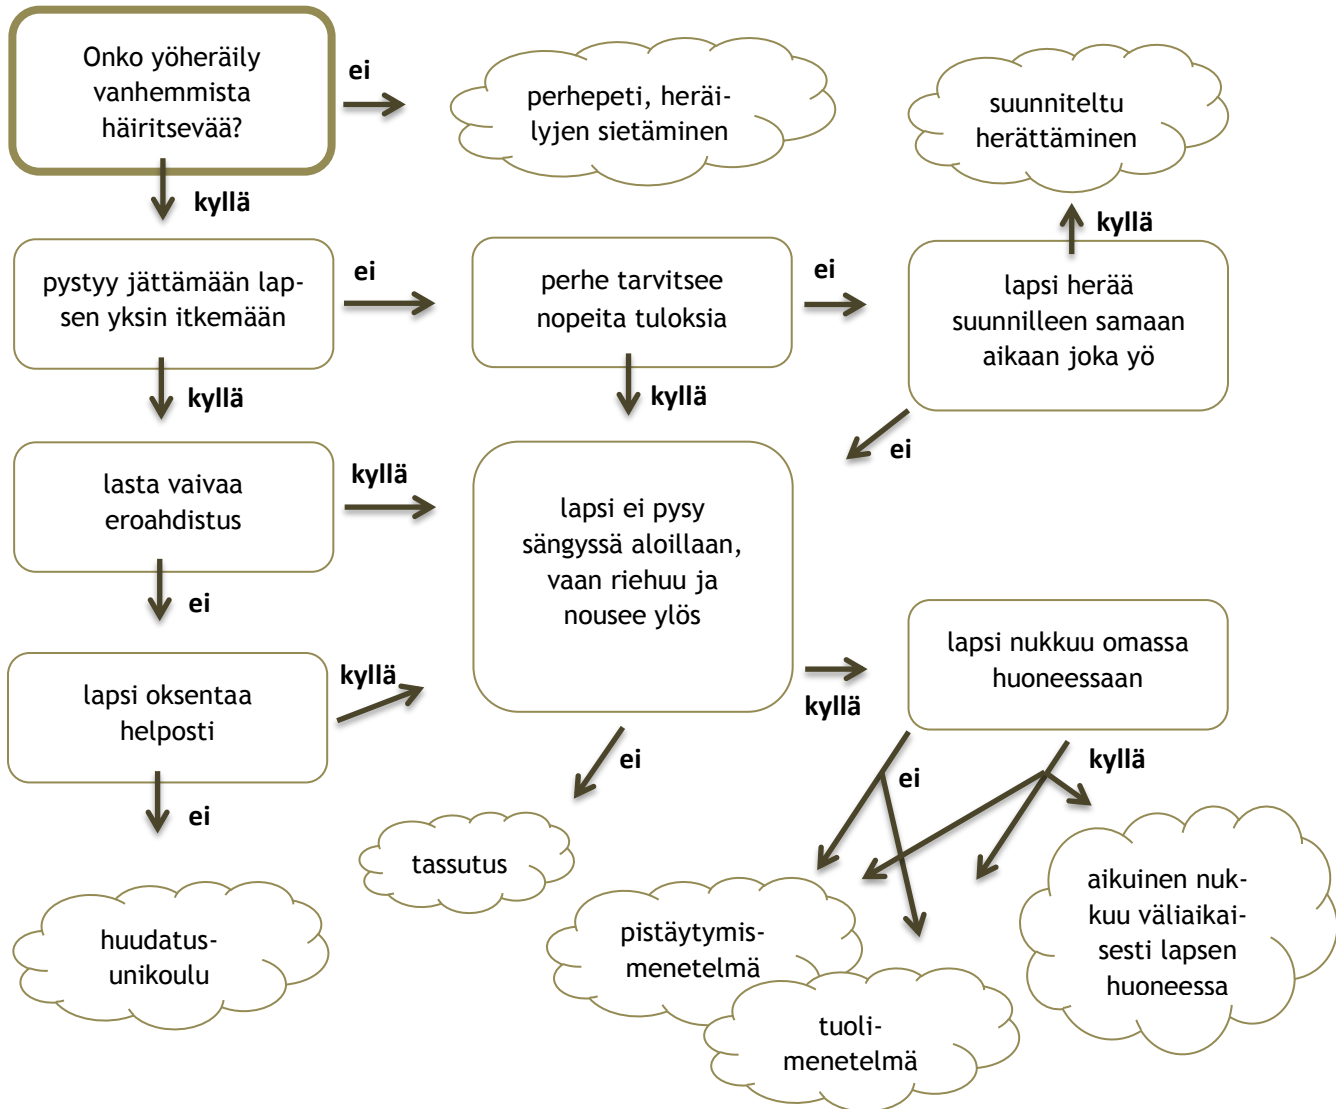 Onko yöheräily
vanhemmista
häiritsevää?
ei
perhepeti, heräi-
lyjen sietäminen
suunniteltu
herättäminen
kyllä
kyllä
pystyy jättämään lap-
sen yksin itkemään
ei
perhe tarvitsee
nopeita tuloksia
ei
lapsi herää
suunnilleen samaan
aikaan joka yö
kyllä
kyllä
ei
lasta vaivaa
eroahdistus
kyllä
lapsi ei pysy
sängyssä aloillaan,
vaan riehuu ja
nousee ylös
ei
lapsi oksentaa
helposti
kyllä
kyllä
lapsi nukkuu omassa
huoneessaan
ei
ei
ei
kyllä
huudatus-
unikoulu
tassutus
pistäytymis-
menetelmä
tuoli-
menetelmä
aikuinen nuk-
kuu väliaikai-
sesti lapsen
huoneessa